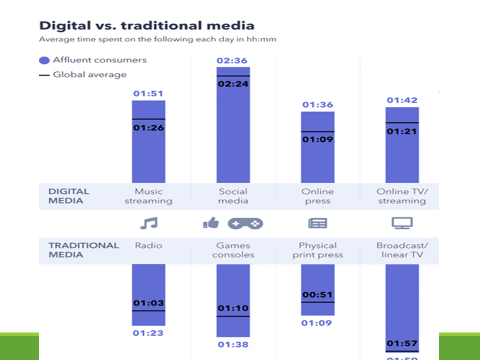 Digital vs. traditional media
Average time spent on the following each day in hh:mm
Affluent consumers
Global average
02:36
01:51
02:24
01:36
01:42
01:26
01:09
01:21
DIGITAL MEDIA
Music streaming
Social media
Online press
Online TV/ streaming
TRADITIONAL MEDIA
Radio
Games consoles
Physical print press
Broadcast/ linear TV
01:03
01:10
00:51
01:57
01:23
01:38
01:09